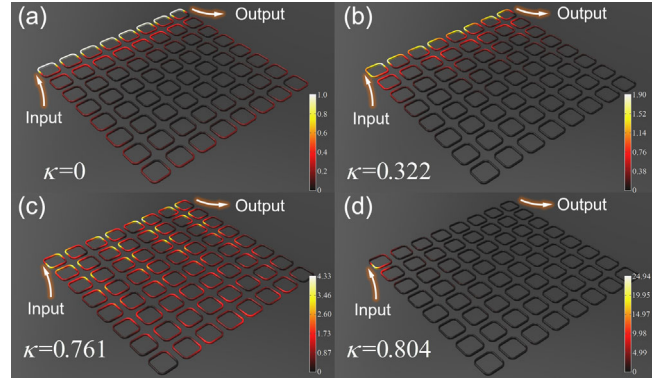 (a)
Output
Input
κ=0
1.0
0.8
0.6
0.4
0.2
0
(b)
Output
Input
κ=0.322
1.90
1.52
1.14
0.76
0.38
0
(c)
Output
Input
κ=0.761
4.33
3.46
2.60
1.73
0.87
0
(d)
Output
Input
κ=0.804
24.94
19.95
14.97
9.98
4.99
0